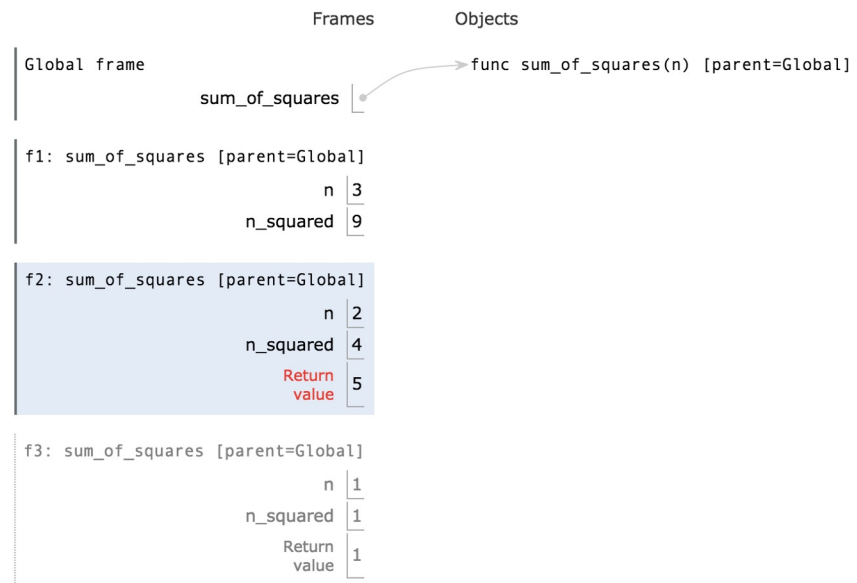 Frames Objects
Global frame func sum_of_squares(n) [parent=Global]
sum_of_squares
f1: sum_of_squares [parent=Global]
n 3
n_squared 9
f2: sum_of_squares [parent=Global]
n 2
n_squared 4
Return
value 5
f3: sum_of_squares [parent=Global]
n 1
n_squared 1
Return
value 1